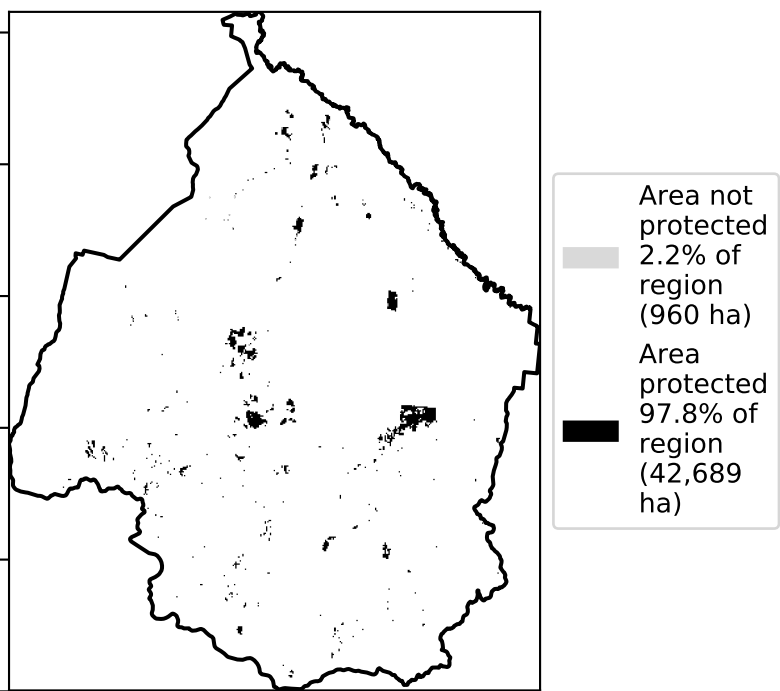 Area not
protected
2.2% of
region
(960 ha)
Area
protected
97.8% of
region
(42,689
ha)